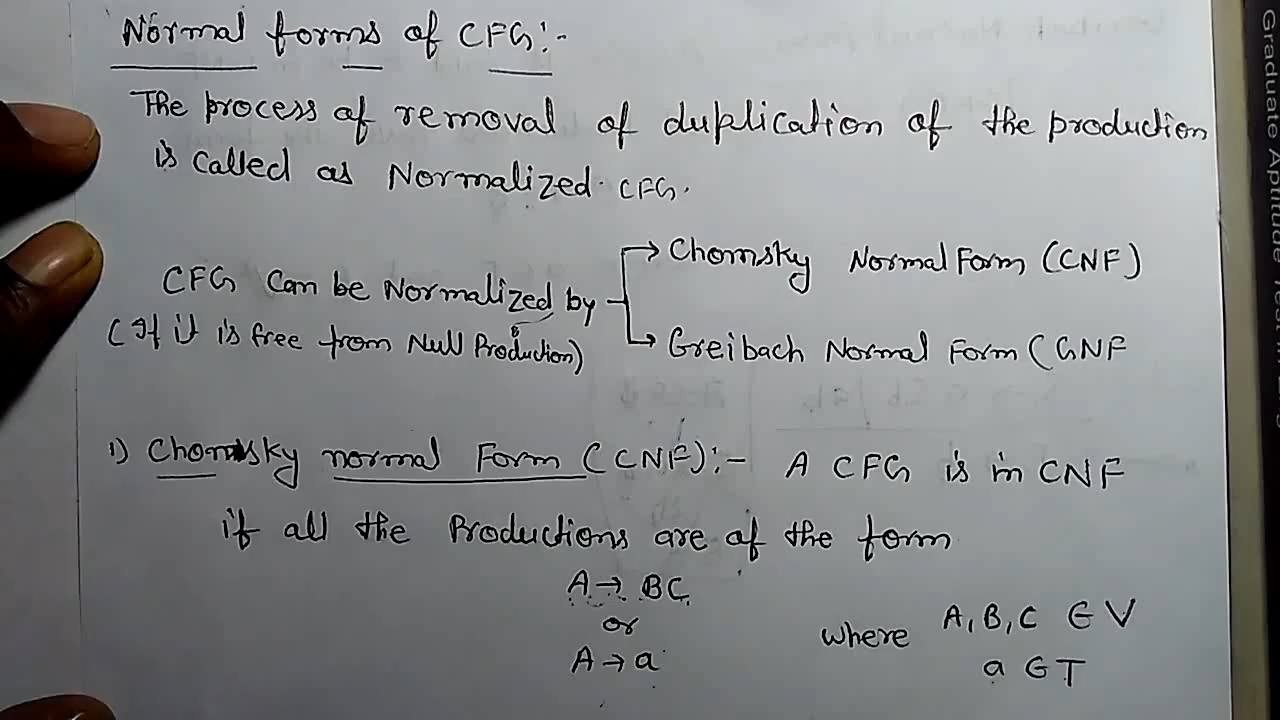 Normal forms of CFG:-
The process of removal of duplication of the production
is called as Normalized CFG.
CFG can be Normalized by → Chomsky Normal Form (CNF)
(If it is free from Null Production) → Greibach Normal Form (GNF
1) Chomsky normal Form (CNF):- A CFG is in CNF
if all the Productions are of the form
A → BC
or
A → a
where A, B, C ∈ V
a ∈ T
Graduate Aptitude